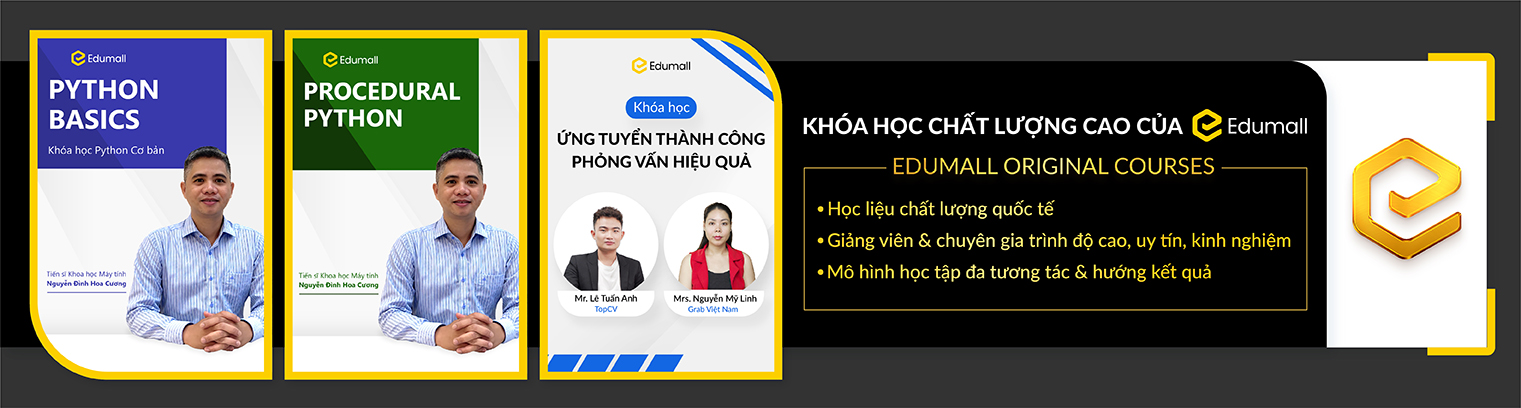 Edumall
PYTHON
BASICS
Khóa học Python Cơ bản
Tiến sĩ Khoa học Máy tính
Nguyễn Đình Hoa Cương
Edumall
PROCEDURAL
PYTHON
Tiến sĩ Khoa học Máy tính
Nguyễn Đình Hoa Cương
Edumall
Khóa học
ỨNG TUYỂN THÀNH CÔNG
PHỎNG VẤN HIỆU QUẢ
Mr. Lê Tuấn Anh
TopCV
Mrs. Nguyễn Mỹ Linh
Grab Việt Nam
KHÓA HỌC CHẤT LƯỢNG CAO CỦA Edumall
EDUMALL ORIGINAL COURSES
• Học liệu chất lượng quốc tế
• Giảng viên & chuyên gia trình độ cao, uy tín, kinh nghiệm
• Mô hình học tập đa tương tác & hướng kết quả